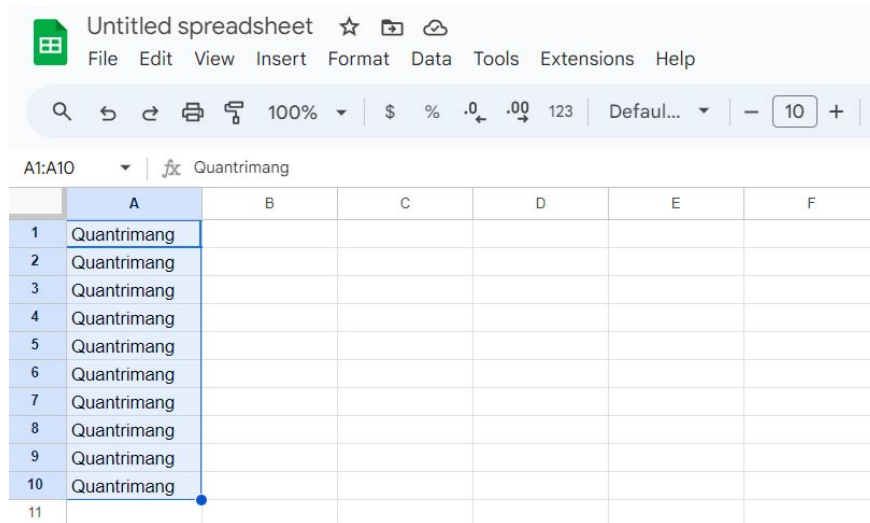 Untitled spreadsheet
File Edit View Insert Format Data Tools Extensions Help
100% $ % .0 .00 123 Defaul... − 10 +
A1:A10 fx Quantrimang
A B C D E F
1 Quantrimang
2 Quantrimang
3 Quantrimang
4 Quantrimang
5 Quantrimang
6 Quantrimang
7 Quantrimang
8 Quantrimang
9 Quantrimang
10 Quantrimang
11